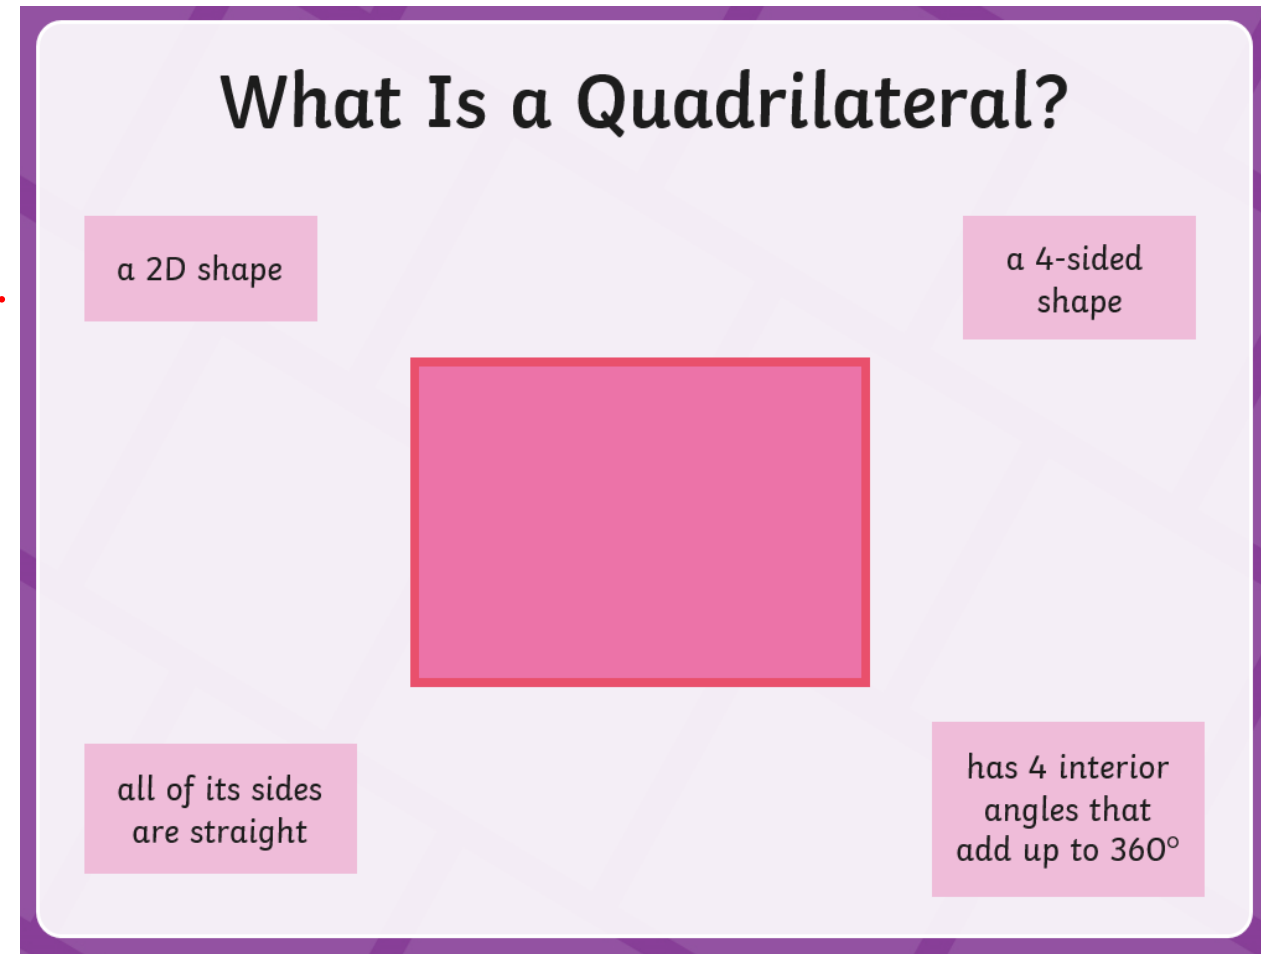 What Is a Quadrilateral?
a 2D shape
a 4-sided
shape
all of its sides
are straight
has 4 interior
angles that
add up to 360°